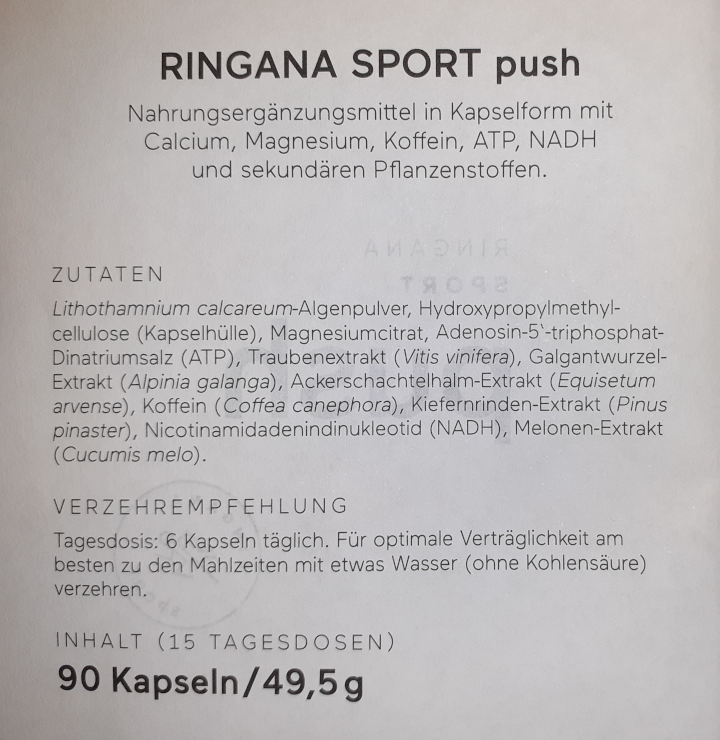 RINGANA SPORT push
Nahrungsergänzungsmittel in Kapselform mit
Calcium, Magnesium, Koffein, ATP, NADH
und sekundären Pflanzenstoffen.
ZUTATEN
Lithothamnium calcareum-Algenpulver, Hydroxypropylmethyl-
cellulose (Kapselhülle), Magnesiumcitrat, Adenosin-5‛-triphosphat-
Dinatriumsalz (ATP), Traubenextrakt (Vitis vinifera), Galgantwurzel-
Extrakt (Alpinia galanga), Ackerschachtelhalm-Extrakt (Equisetum
arvense), Koffein (Coffea canephora), Kiefernrinden-Extrakt (Pinus
pinaster), Nicotinamidadenindinukleotid (NADH), Melonen-Extrakt
(Cucumis melo).
VERZEHREMPFEHLUNG
Tagesdosis: 6 Kapseln täglich. Für optimale Verträglichkeit am
besten zu den Mahlzeiten mit etwas Wasser (ohne Kohlensäure)
verzehren.
INHALT (15 TAGESDOSEN)
90 Kapseln/49,5 g